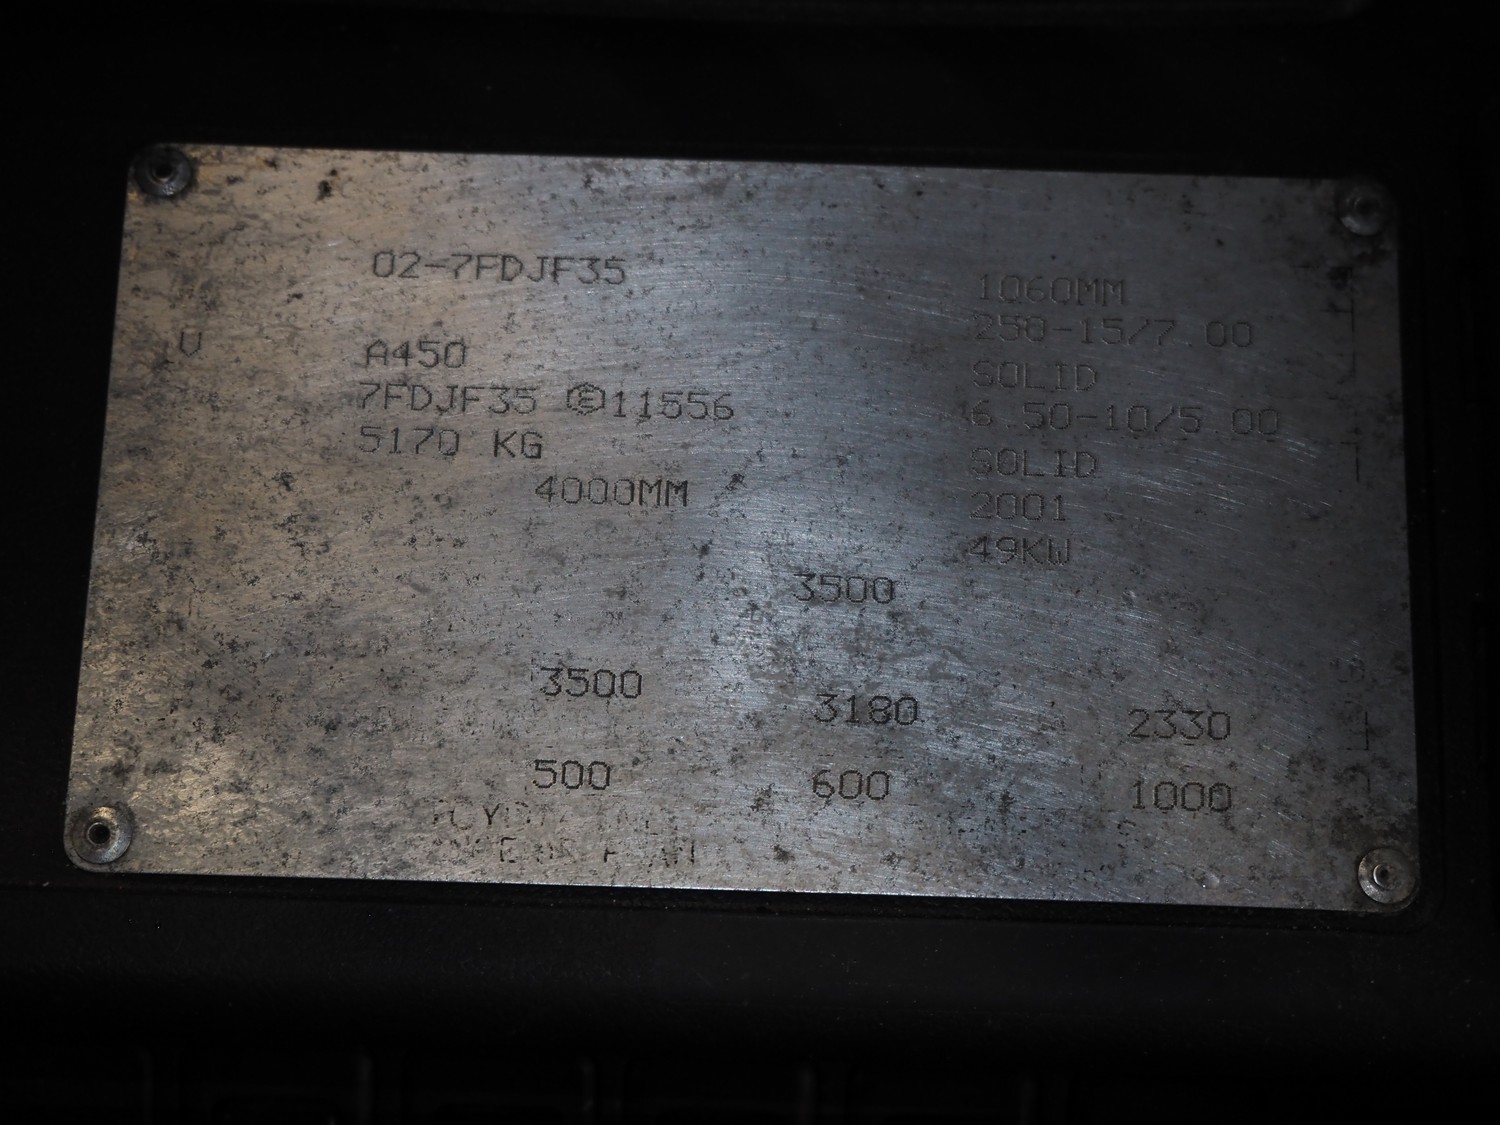 02-7FDJF35
1060MM
250-15/7.00
V
A450
SOLID
7FDJF35 Ⓔ11556
6.50-10/5.00
5170 KG
SOLID
4000MM
2001
49KW
3500
3500
3180
2330
500
600
1000